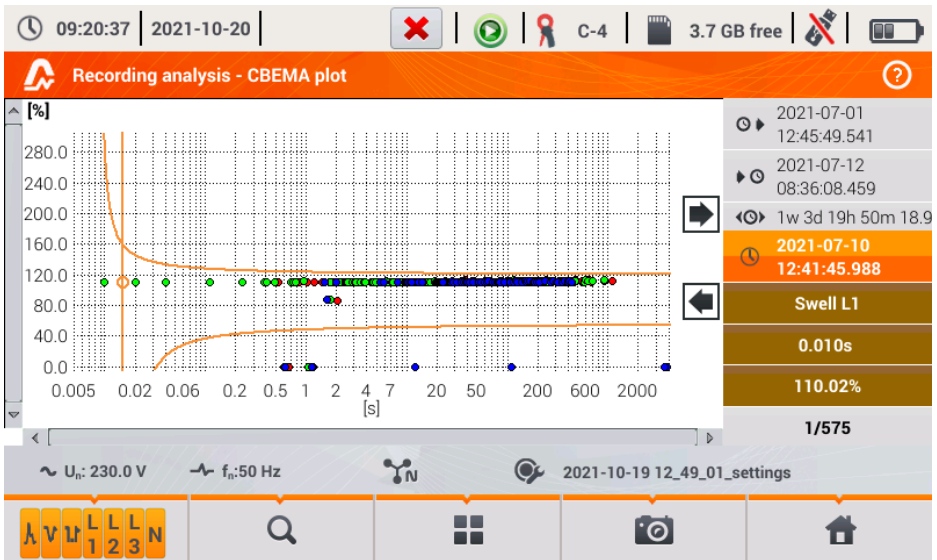 09:20:37 2021-10-20 C-4 3.7 GB free
Recording analysis - CBEMA plot ?
[%]
280.0
240.0
200.0
160.0
120.0
80.0
40.0
0.0
0.005 0.02 0.06 0.2 0.5 1 2 4 7 20 50 200 600 2000
[s]
2021-07-01
12:45:49.541
2021-07-12
08:36:08.459
1w 3d 19h 50m 18.9
2021-07-10
12:41:45.988
Swell L1
0.010s
110.02%
1/575
Un: 230.0 V fn:50 Hz N 2021-10-19 12_49_01_settings
L1 L2 L3 N